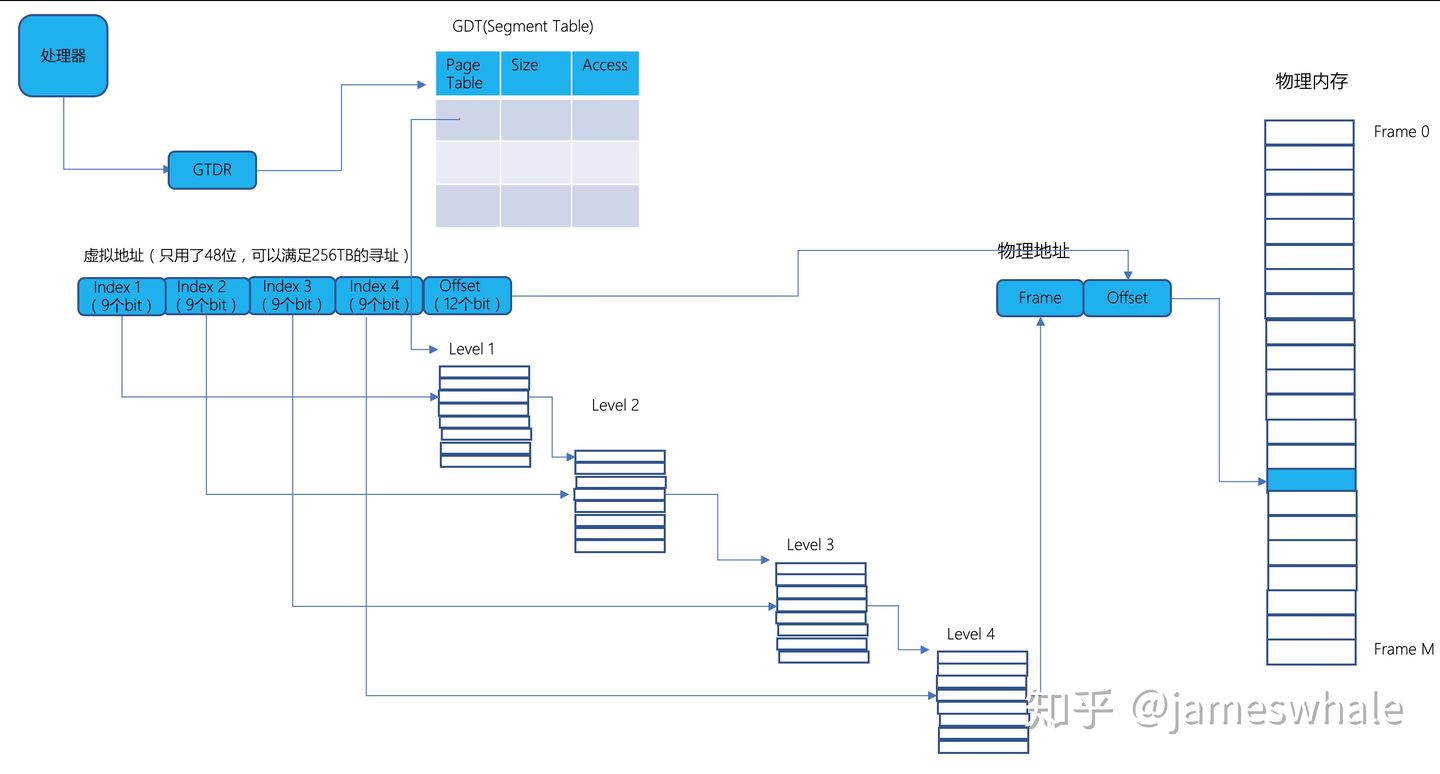 GDT(Segment Table)
处理器
Page
Table
Size
Access
物理内存
Frame 0
GTDR
虚拟地址（只用了48位，可以满足256TB的寻址）
物理地址
Index 1
（9个bit）
Index 2
（9个bit）
Index 3
（9个bit）
Index 4
（9个bit）
Offset
（12个bit）
Frame
Offset
Level 1
Level 2
Level 3
Level 4
Frame M
知乎 @jameswhale